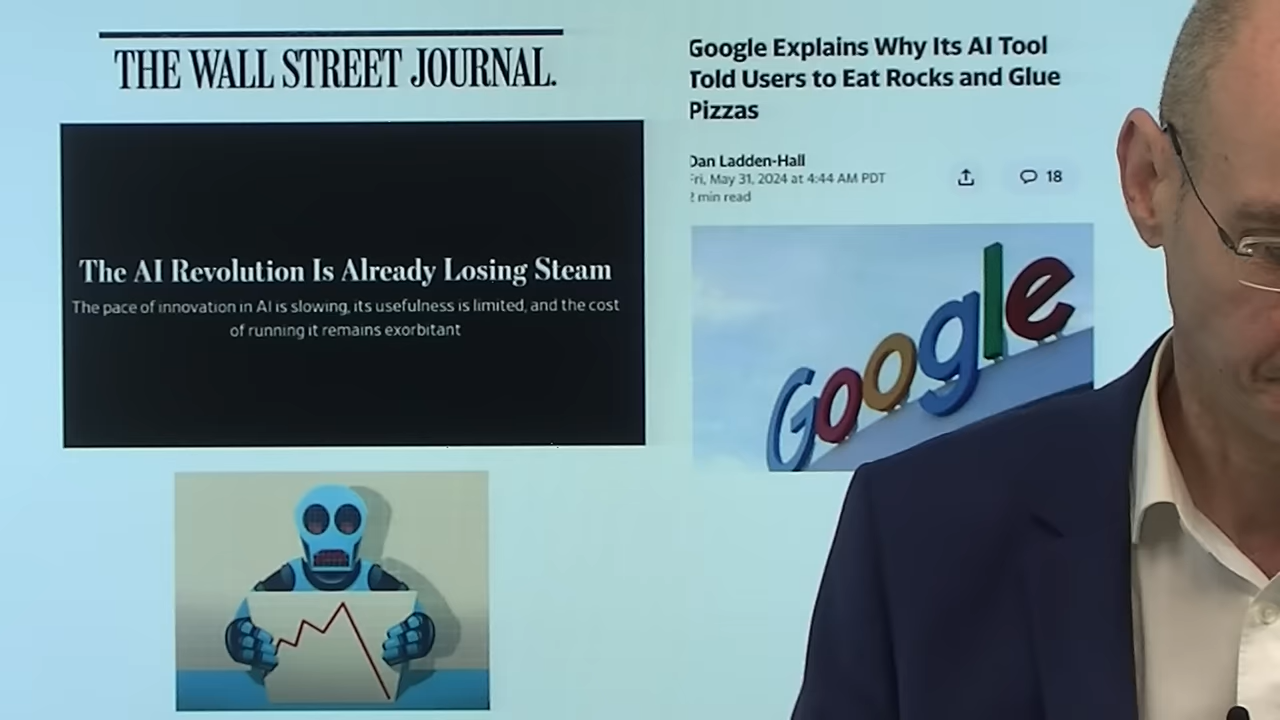 THE WALL STREET JOURNAL.
The AI Revolution Is Already Losing Steam
The pace of innovation in AI is slowing, its usefulness is limited, and the cost
of running it remains exorbitant
Google Explains Why Its AI Tool
Told Users to Eat Rocks and Glue
Pizzas
Dan Ladden-Hall
Fri, May 31, 2024 at 4:44 AM PDT
18
2 min read
Google